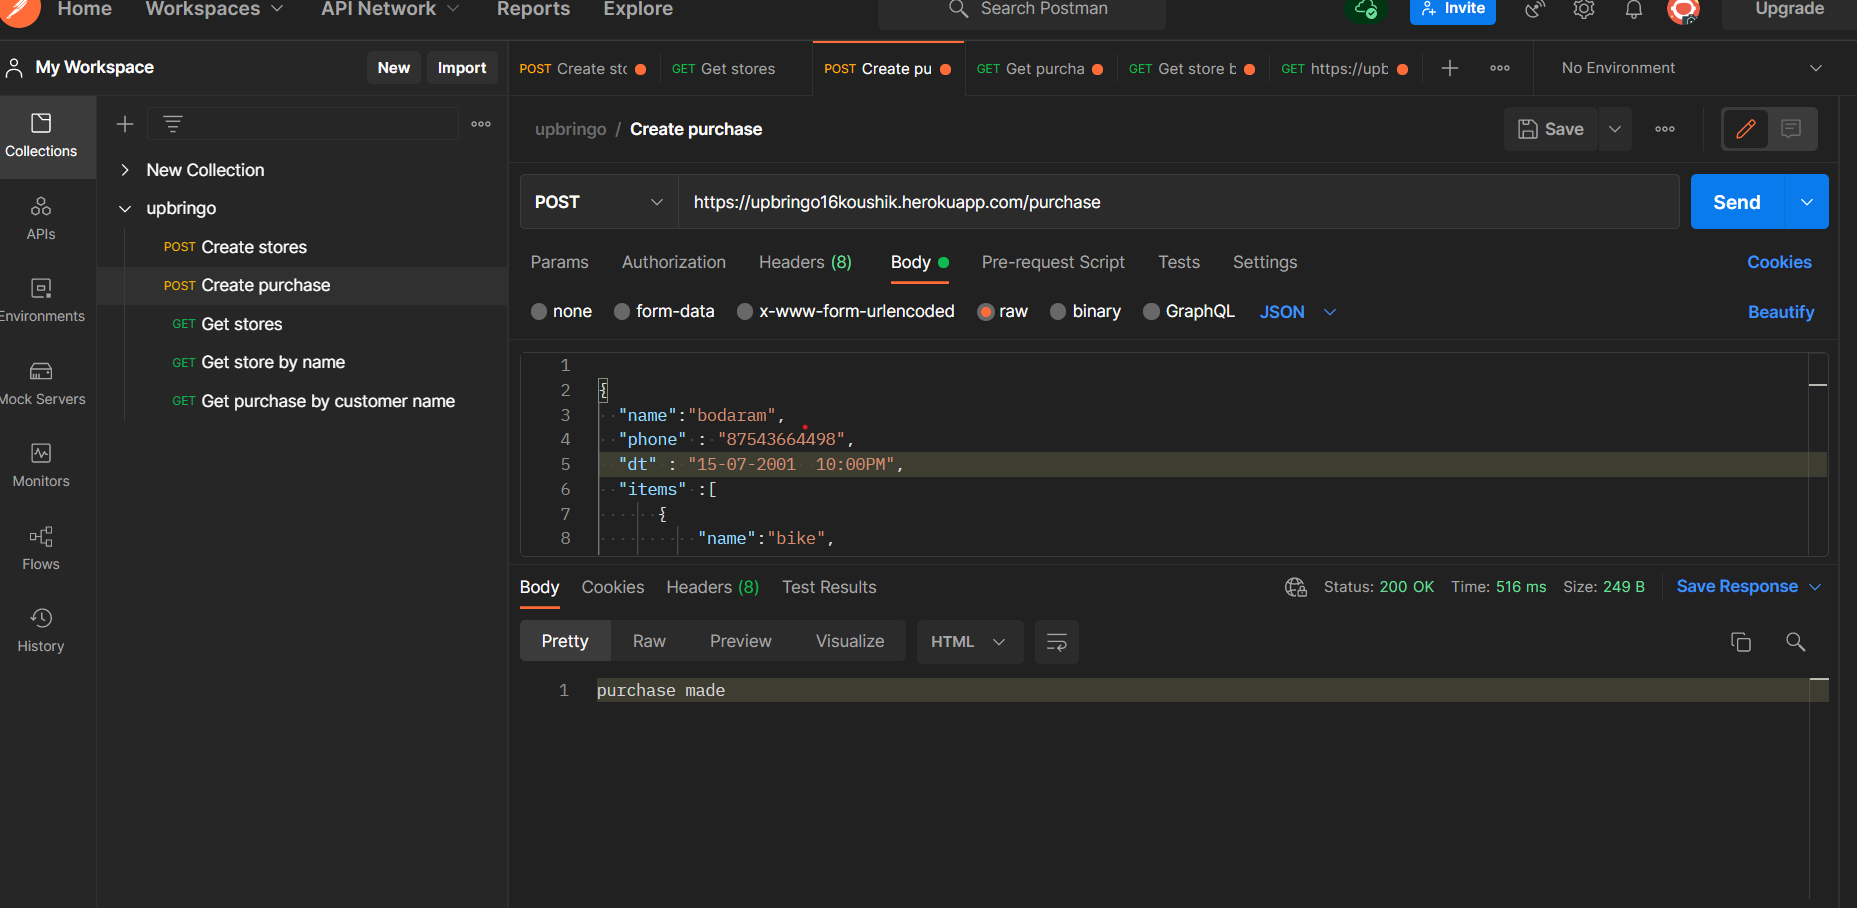 Home Workspaces API Network Reports Explore Search Postman Invite Upgrade
My Workspace New Import
POST Create stc GET Get stores POST Create pu GET Get purcha GET Get store b GET https://upb No Environment
Collections
APIs
Environments
Mock Servers
Monitors
Flows
History
New Collection
upbringo
POST Create stores
POST Create purchase
GET Get stores
GET Get store by name
GET Get purchase by customer name
upbringo / Create purchase Save
POST https://upbringo16koushik.herokuapp.com/purchase Send
Params Authorization Headers (8) Body Pre-request Script Tests Settings Cookies
none form-data x-www-form-urlencoded raw binary GraphQL JSON Beautify
1
2 {
3 "name":"bodaram",
4 "phone" : "87543664498",
5 "dt" : "15-07-2001 10:00PM",
6 "items" :[
7 {
8 "name":"bike",
Body Cookies Headers (8) Test Results Status: 200 OK Time: 516 ms Size: 249 B Save Response
Pretty Raw Preview Visualize HTML
1 purchase made